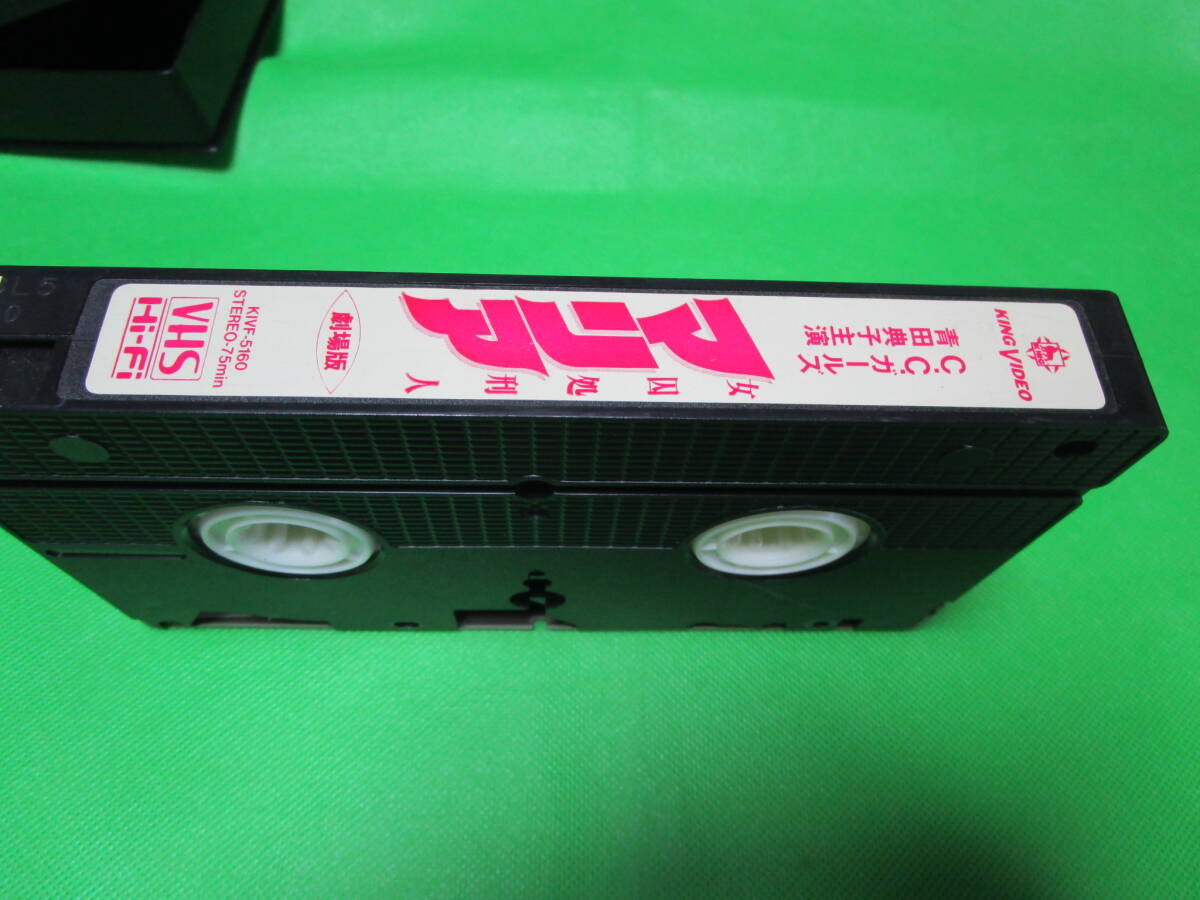 KING VIDEO
C.C.ガールズ
青田典子主演
女囚処刑人
マリア
劇場版
KIVF-5160
STEREO-75min
VHS
Hi-Fi